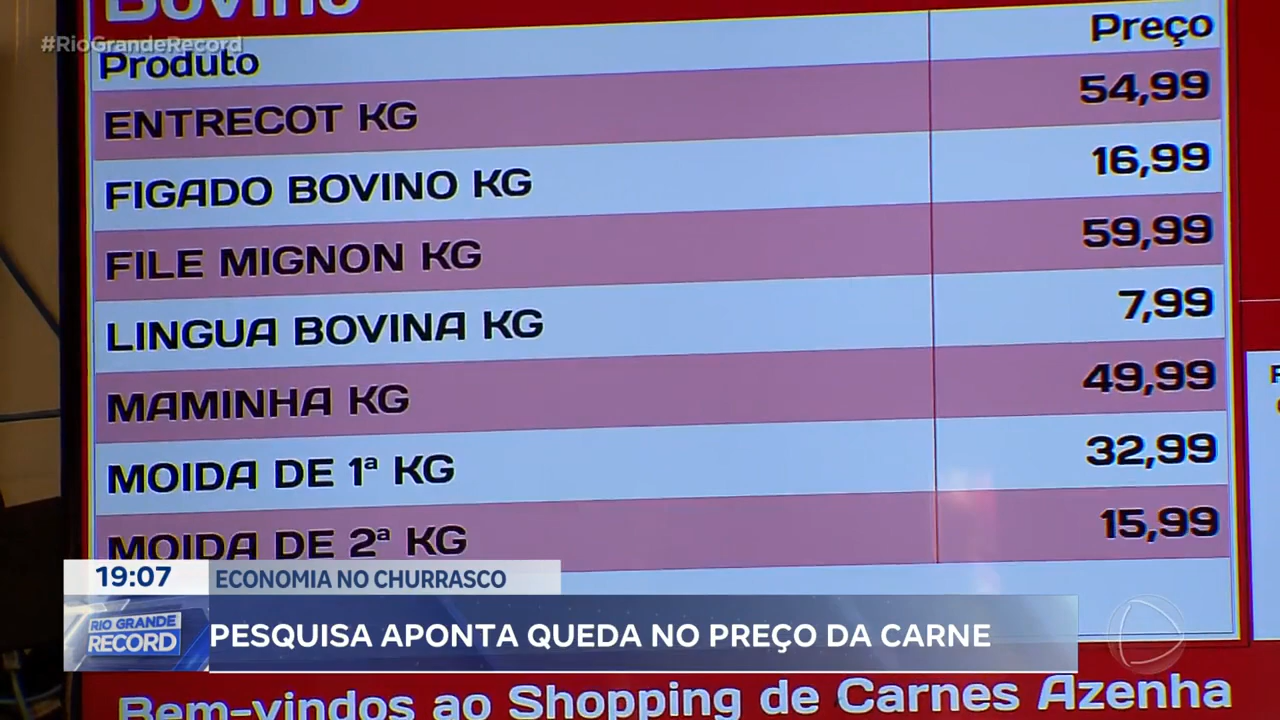 Bovino
#RioGrandeRecord
Produto Preço
ENTRECOT KG 54,99
FIGADO BOVINO KG 16,99
FILE MIGNON KG 59,99
LINGUA BOVINA KG 7,99
MAMINHA KG 49,99
MOIDA DE 1ª KG 32,99
MOIDA DE 2ª KG 15,99
19:07 ECONOMIA NO CHURRASCO
RIO GRANDE
RECORD
PESQUISA APONTA QUEDA NO PREÇO DA CARNE
Bem-vindos ao Shopping de Carnes Azenha